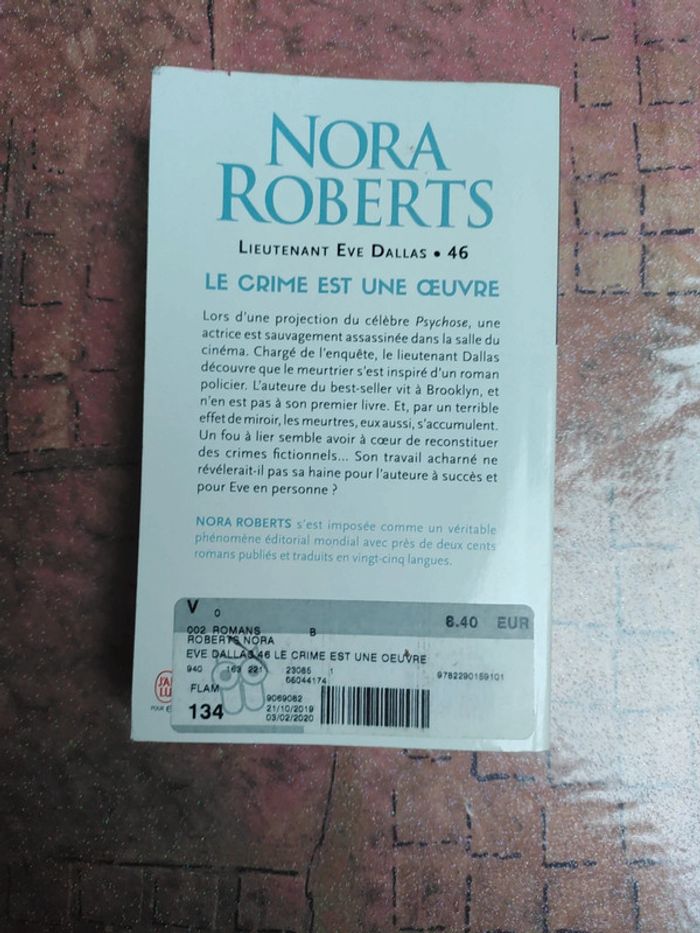 NORA
ROBERTS
LIEUTENANT EVE DALLAS • 46
LE CRIME EST UNE ŒUVRE
Lors d'une projection du célèbre Psychose, une
actrice est sauvagement assassinée dans la salle du
cinéma. Chargé de l'enquête, le lieutenant Dallas
découvre que le meurtrier s'est inspiré d'un roman
policier. L'auteure du best-seller vit à Brooklyn, et
n'en est pas à son premier livre. Et, par un terrible
effet de miroir, les meurtres, eux aussi, s'accumulent.
Un fou à lier semble avoir à cœur de reconstituer
des crimes fictionnels... Son travail acharné ne
révélerait-il pas sa haine pour l'auteure à succès et
pour Eve en personne ?
NORA ROBERTS s'est imposée comme un véritable
phénomène éditorial mondial avec près de deux cents
romans publiés et traduits en vingt-cinq langues.
V 0
8.40 EUR
002 ROMANS B
ROBERTS NORA
EVE DALLAS 46 LE CRIME EST UNE OEUVRE
940 163 221 23085 1
06044174
9782290159101
FLAM
9069082
134
21/10/2019
03/02/2020
J'AI
LU
POUR